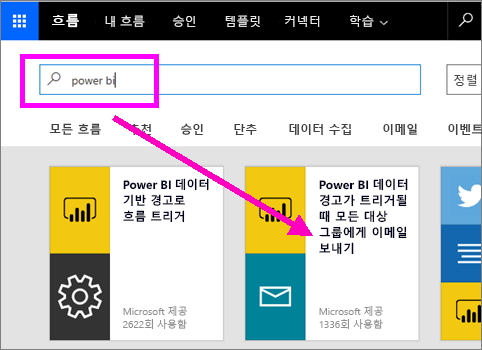 흐름 내 흐름 승인 템플릿 커넥터 학습
power bi
정렬
모든 흐름 추천 승인 단추 데이터 수집 이메일 이벤트
Power BI 데이터
기반 경고로
흐름 트리거
Microsoft 제공
2622회 사용함
Power BI 데이터
경고가 트리거될
때 모든 대상
그룹에게 이메일
보내기
Microsoft 제공
1336회 사용함